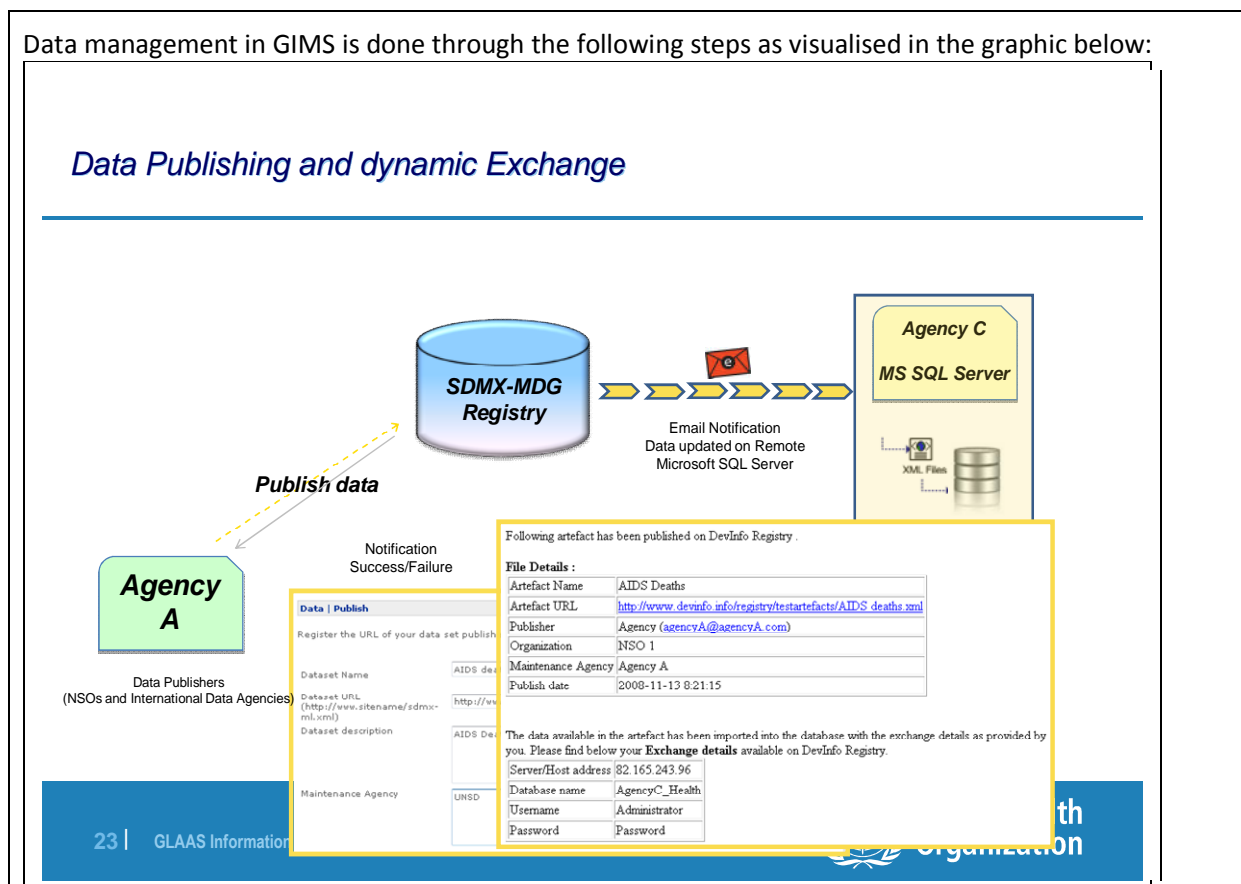 Data management in GIMS is done through the following steps as visualised in the graphic below:
Data Publishing and dynamic Exchange
Agency C
MS SQL Server
SDMX-MDG
Registry
Email Notification
Data updated on Remote
Microsoft SQL Server
XML Files
Publish data
Notification
Success/Failure
Agency
A
Data Publishers
(NSOs and International Data Agencies)
Data | Publish
Register the URL of your data set publish
Dataset Name
AIDS dea
Dataset URL
(http://www.sitename/sdmx-
ml.xml)
http://ww
Dataset description
AIDS Dea
Maintenance Agency
UNSD
Following artefact has been published on DevInfo Registry .
File Details :
Artefact Name AIDS Deaths
Artefact URL http://www.devinfo.info/registry/testartefacts/AIDS deaths.xml
Publisher Agency (agencyA@agencyA.com)
Organization NSO 1
Maintenance Agency Agency A
Publish date 2008-11-13 8:21:15
The data available in the artefact has been imported into the database with the exchange details as provided by
you. Please find below your Exchange details available on DevInfo Registry.
Server/Host address 82.165.243.96
Database name AgencyC_Health
Username Administrator
Password Password
23 | GLAAS Information
th
Organization